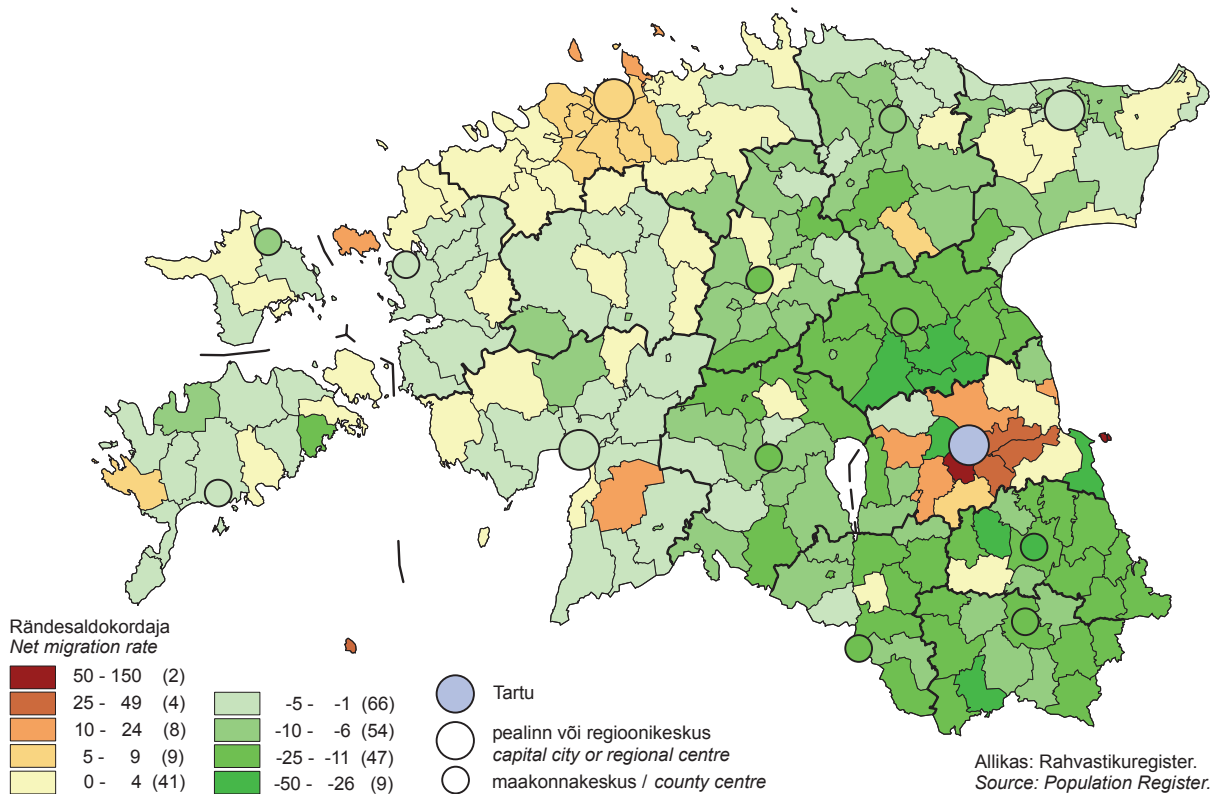 Rändesaldokordaja
Net migration rate
50 - 150 (2)
25 - 49 (4)
10 - 24 (8)
5 - 9 (9)
0 - 4 (41)
-5 - -1 (66)
-10 - -6 (54)
-25 - -11 (47)
-50 - -26 (9)
Tartu
pealinn või regioonikeskus
capital city or regional centre
maakonnakeskus / county centre
Allikas: Rahvastikuregister.
Source: Population Register.